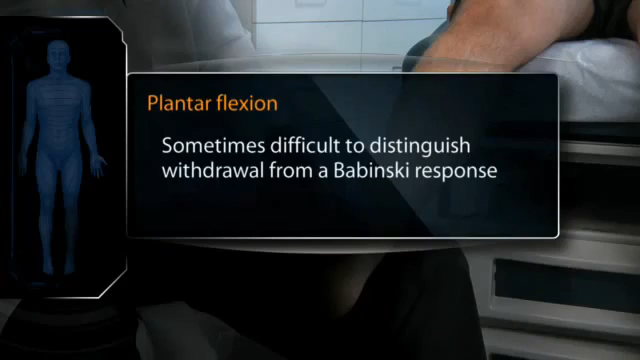 Plantar flexion
Sometimes difficult to distinguish
withdrawal from a Babinski response